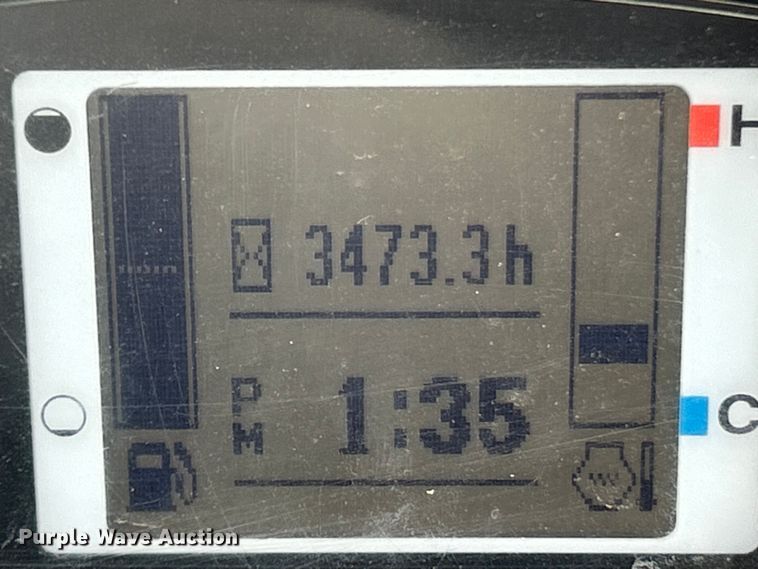 H
3473.3h
PM 1:35
C
Purple Wave Auction